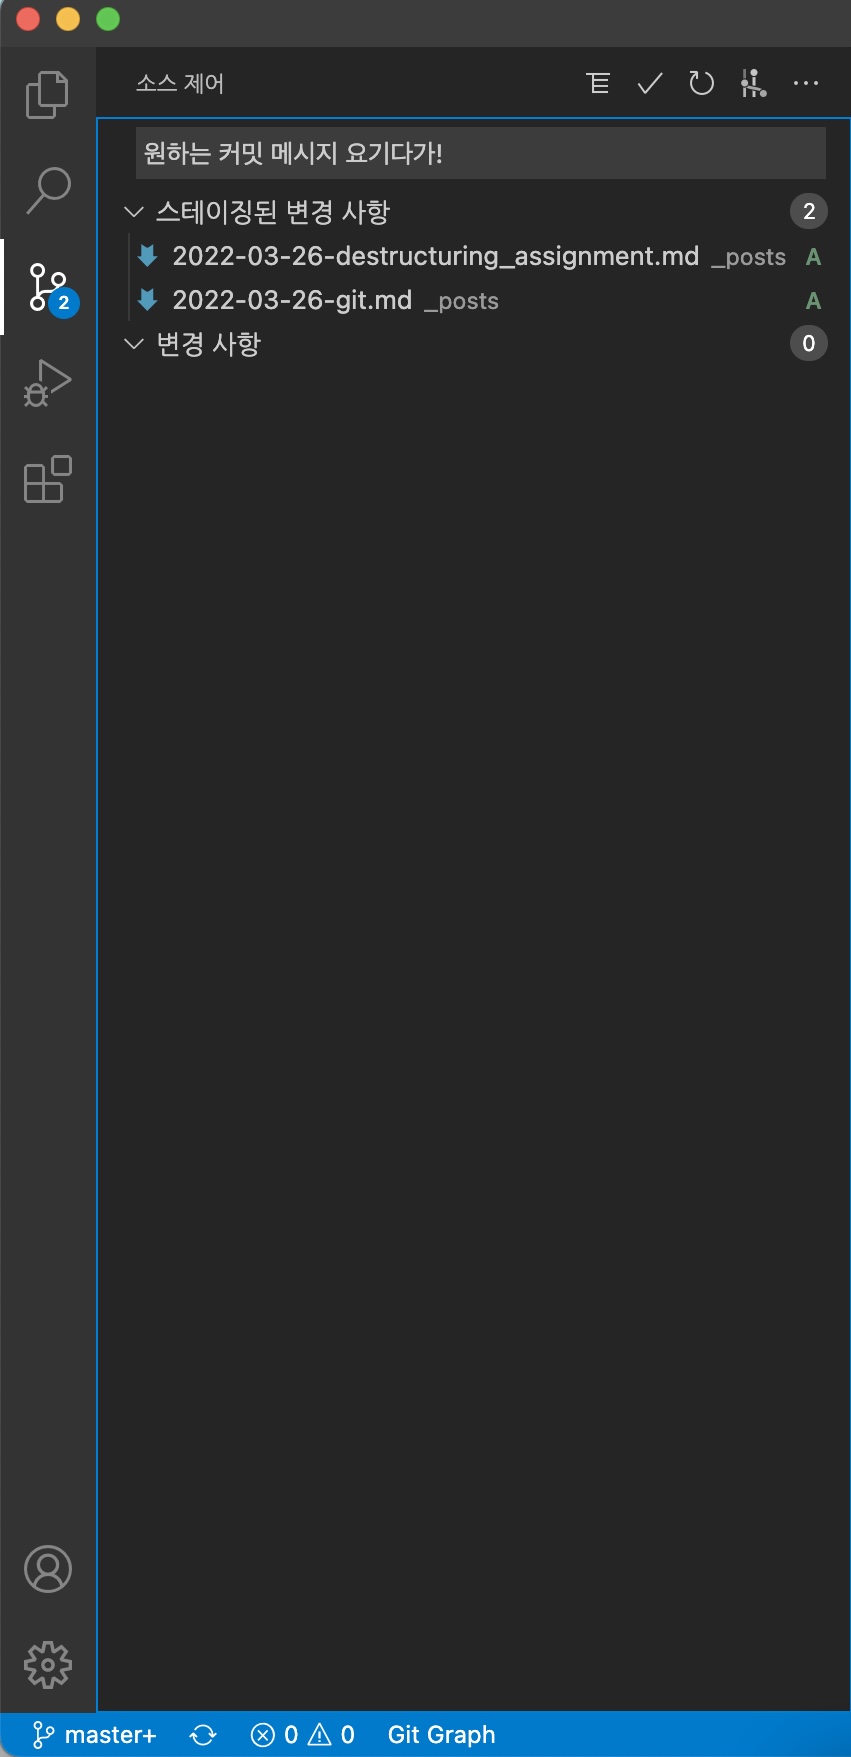 소스 제어
원하는 커밋 메시지 요기다가!
스테이징된 변경 사항 2
2022-03-26-destructuring_assignment.md _posts A
2022-03-26-git.md _posts A
변경 사항 0
2
master+ 0 0 Git Graph